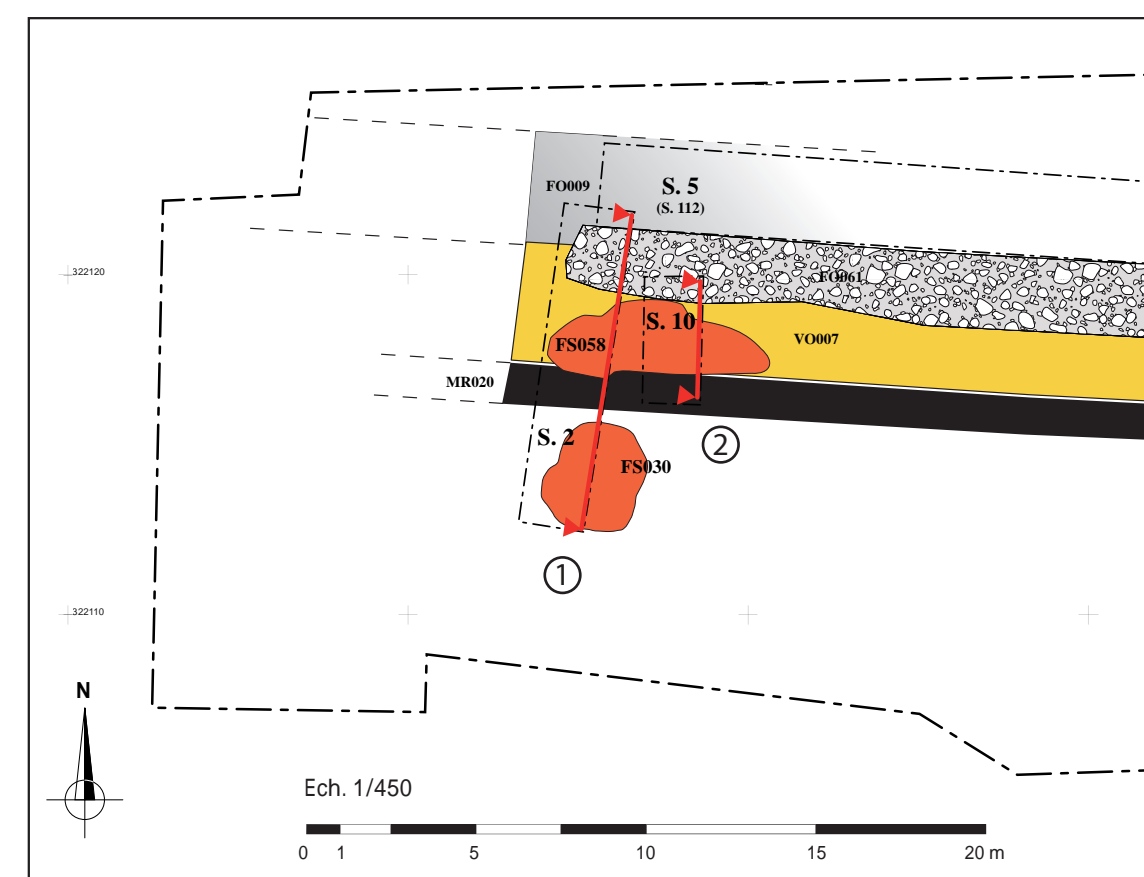 FO009
S. 5
(S. 112)
322120
FO061
S. 10
FS058
VO007
MR020
S. 2
2
FS030
1
322110
N
Ech. 1/450
0 1 5 10 15 20 m